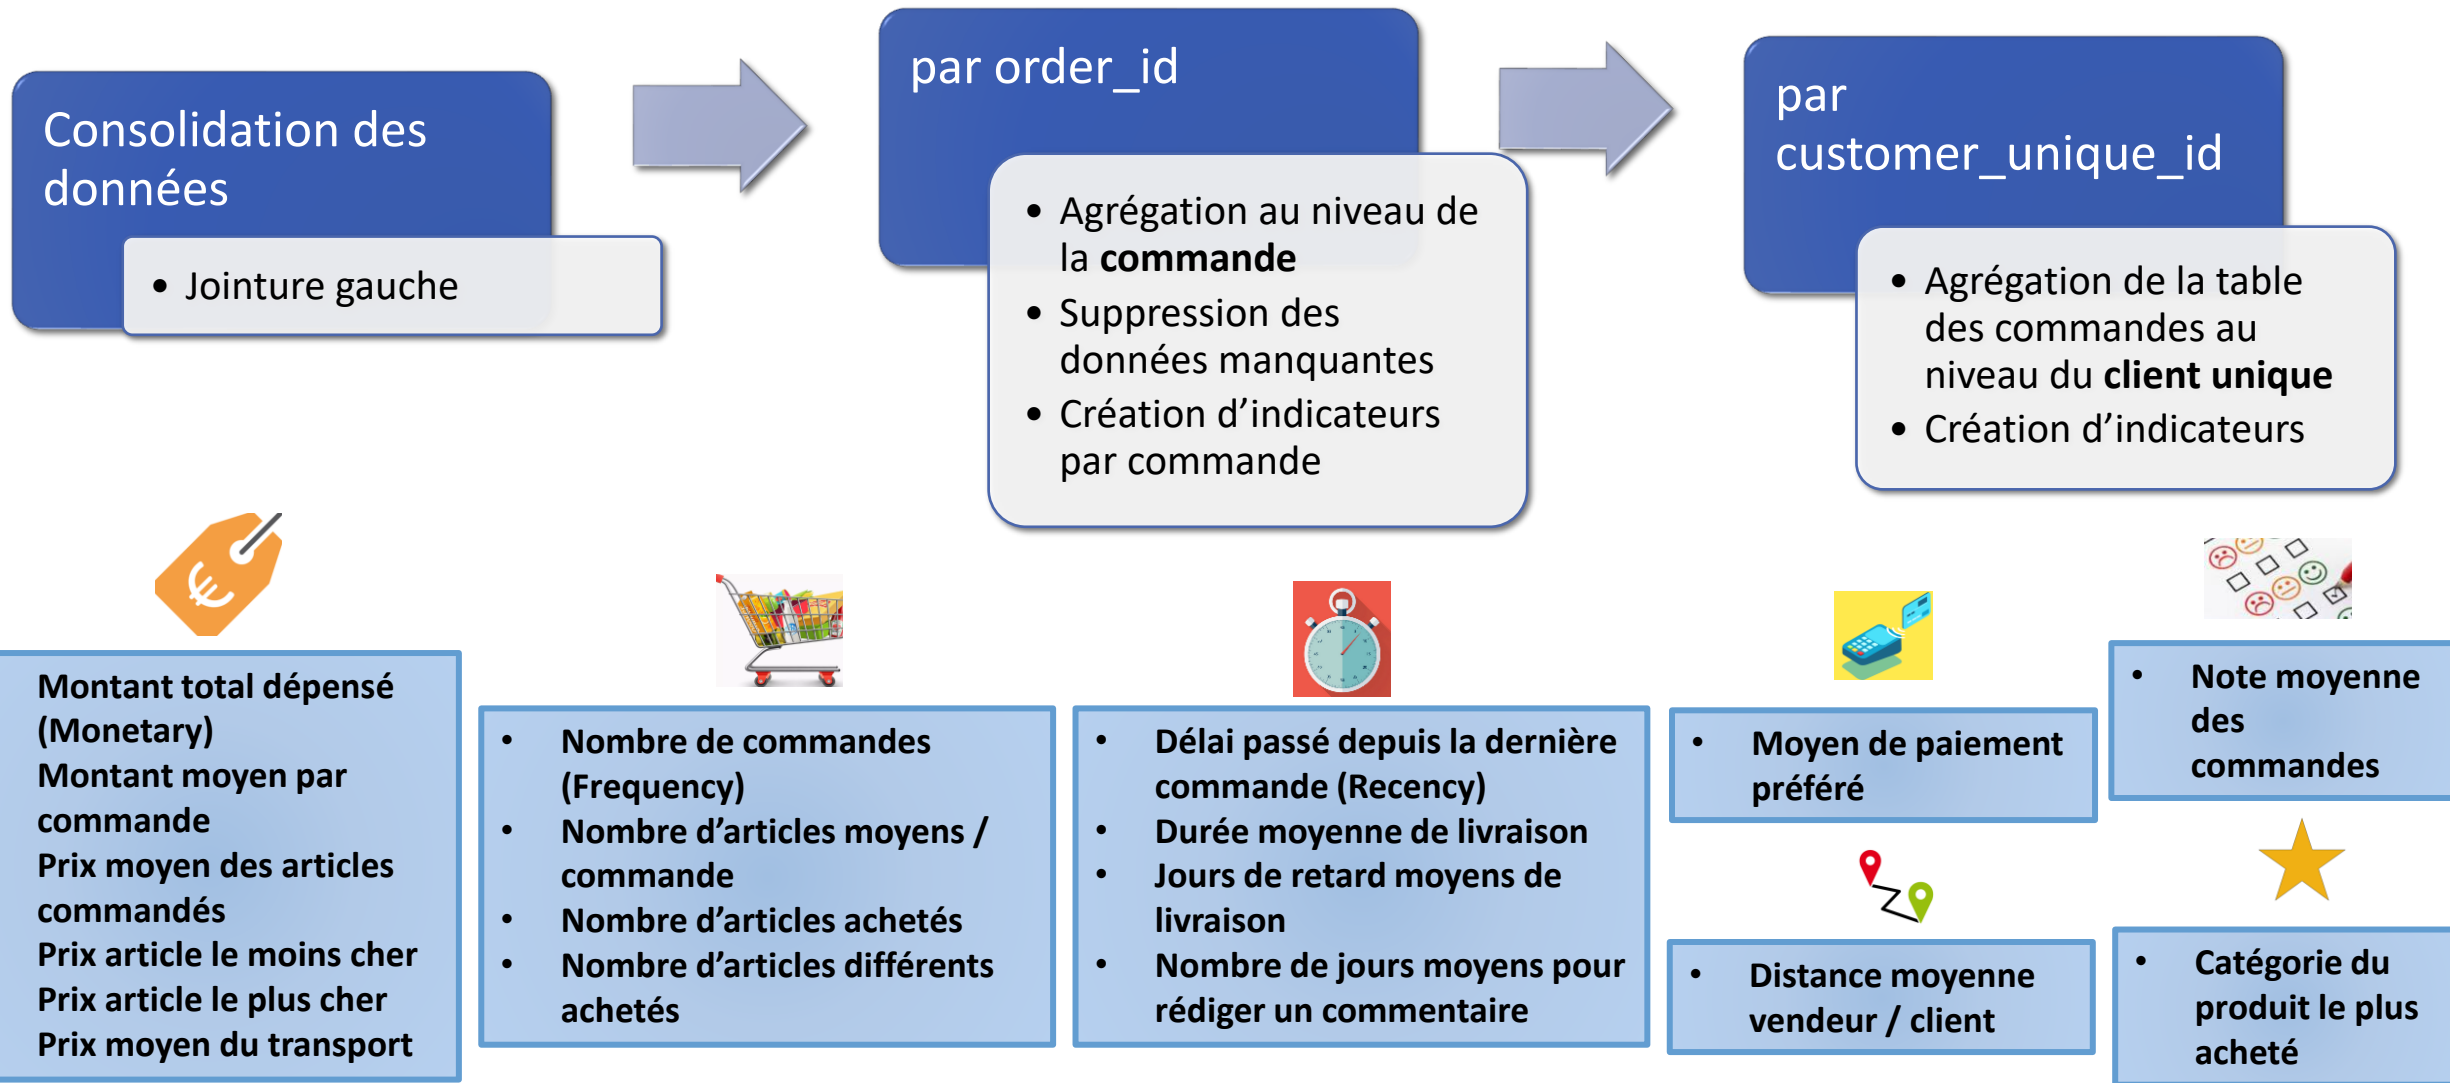 Consolidation des
données
• Jointure gauche
par order_id
• Agrégation au niveau de
la commande
• Suppression des
données manquantes
• Création d’indicateurs
par commande
par
customer_unique_id
• Agrégation de la table
des commandes au
niveau du client unique
• Création d’indicateurs
€
Montant total dépensé
(Monetary)
Montant moyen par
commande
Prix moyen des articles
commandés
Prix article le moins cher
Prix article le plus cher
Prix moyen du transport
• Nombre de commandes
(Frequency)
• Nombre d’articles moyens /
commande
• Nombre d’articles achetés
• Nombre d’articles différents
achetés
• Délai passé depuis la dernière
commande (Recency)
• Durée moyenne de livraison
• Jours de retard moyens de
livraison
• Nombre de jours moyens pour
rédiger un commentaire
• Moyen de paiement
préféré
• Distance moyenne
vendeur / client
• Note moyenne
des
commandes
• Catégorie du
produit le plus
acheté